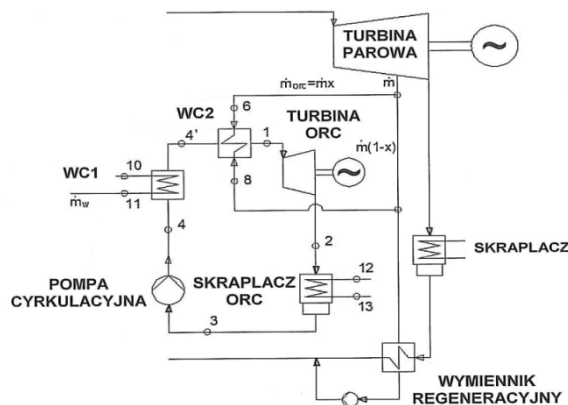 TURBINA
PAROWA
~
ṁorc=ṁx
ṁ
WC2
6
TURBINA
ORC
4'
1
ṁ(1-x)
~
WC1
10
8
11
ṁw
4
2
SKRAPLACZ
POMPA
CYRKULACYJNA
SKRAPLACZ
ORC
12
13
3
WYMIENNIK
REGENERACYJNY